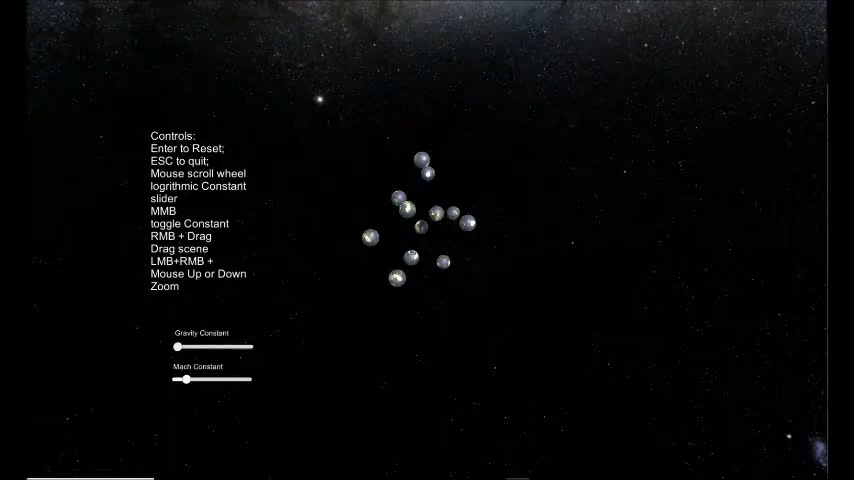 Controls:
Enter to Reset;
ESC to quit;
Mouse scroll wheel
logrithmic Constant
slider
MMB
toggle Constant
RMB + Drag
Drag scene
LMB+RMB +
Mouse Up or Down
Zoom
Gravity Constant
Mach Constant